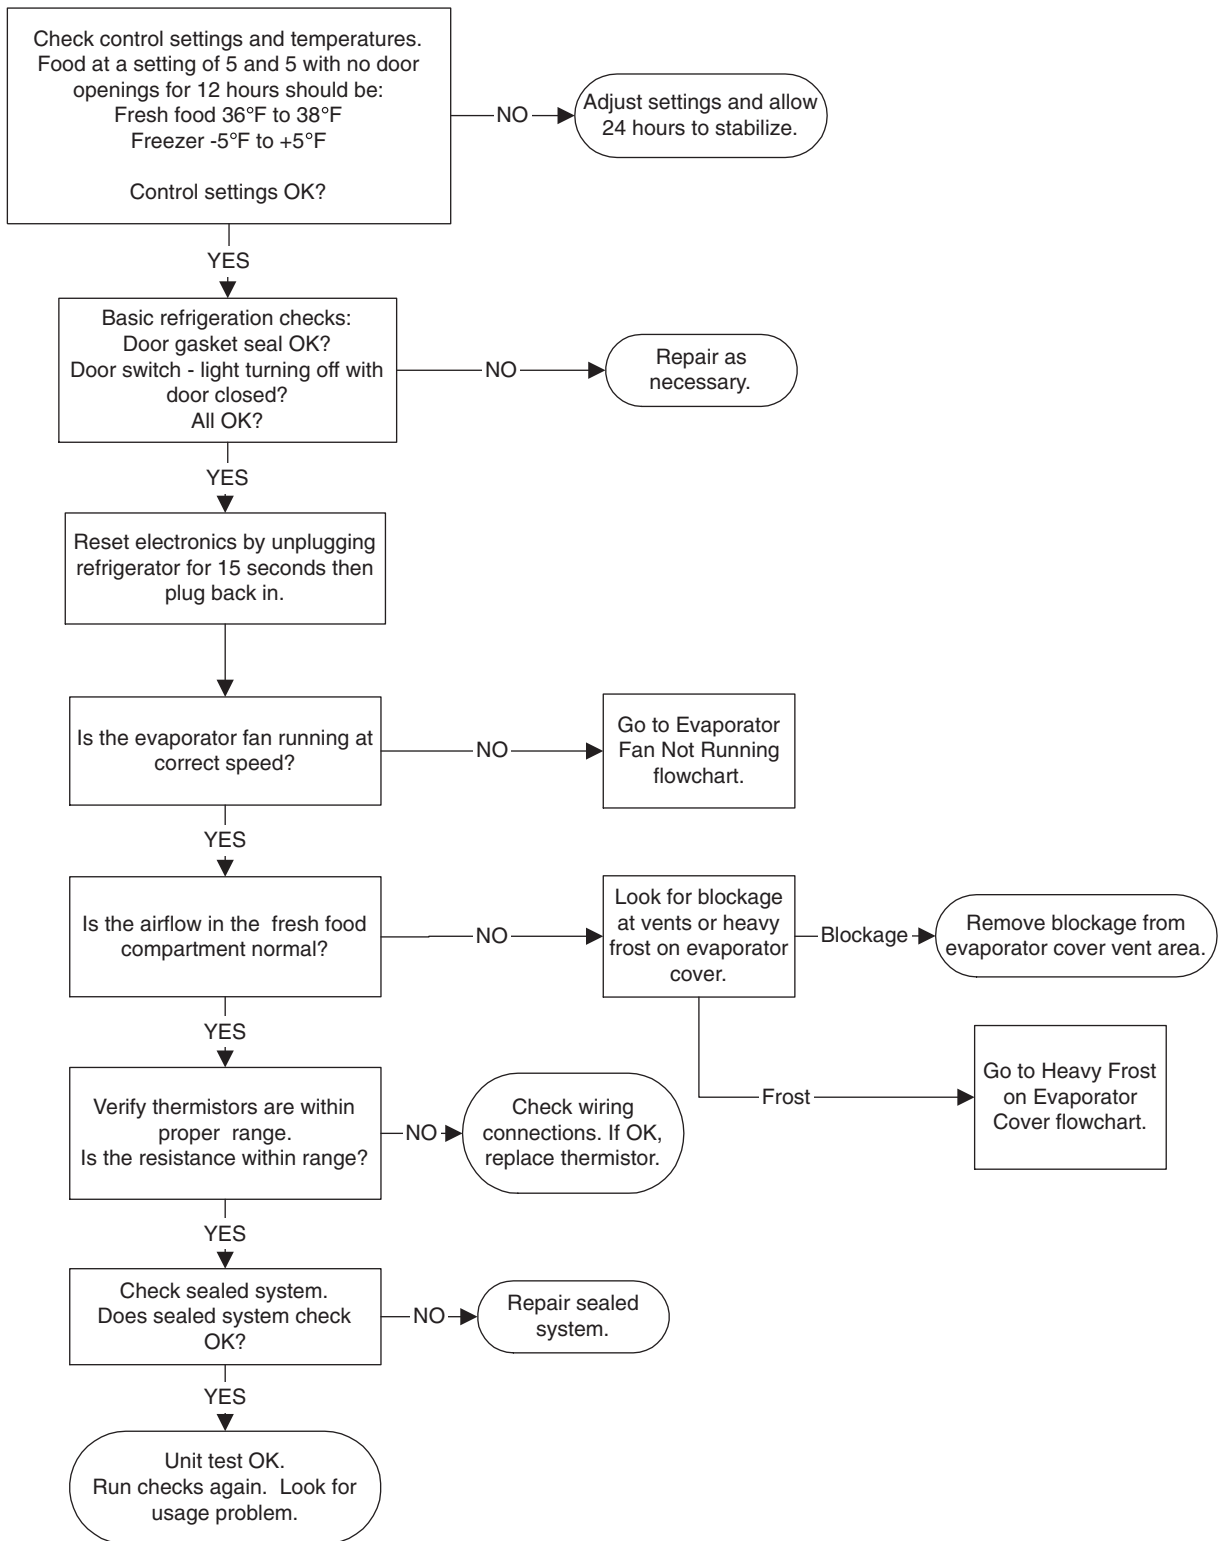 Check control settings and temperatures.
Food at a setting of 5 and 5 with no door
openings for 12 hours should be:
Fresh food 36°F to 38°F
Freezer -5°F to +5°F
Control settings OK?
NO
Adjust settings and allow
24 hours to stabilize.
YES
Basic refrigeration checks:
Door gasket seal OK?
Door switch - light turning off with
door closed?
All OK?
NO
Repair as
necessary.
YES
Reset electronics by unplugging
refrigerator for 15 seconds then
plug back in.
Is the evaporator fan running at
correct speed?
NO
Go to Evaporator
Fan Not Running
flowchart.
YES
Is the airflow in the fresh food
compartment normal?
NO
Look for blockage
at vents or heavy
frost on evaporator
cover.
Blockage
Remove blockage from
evaporator cover vent area.
Frost
Go to Heavy Frost
on Evaporator
Cover flowchart.
YES
Verify thermistors are within
proper range.
Is the resistance within range?
NO
Check wiring
connections. If OK,
replace thermistor.
YES
Check sealed system.
Does sealed system check
OK?
NO
Repair sealed
system.
YES
Unit test OK.
Run checks again. Look for
usage problem.